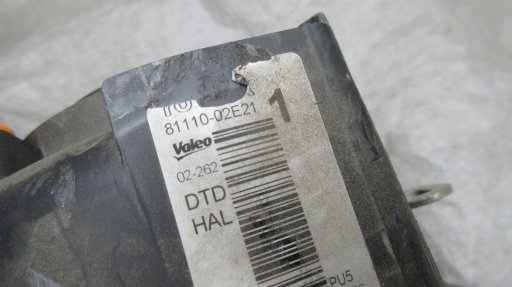 81110-02E21
1
Valeo
02-262
DTD
HAL
PU5